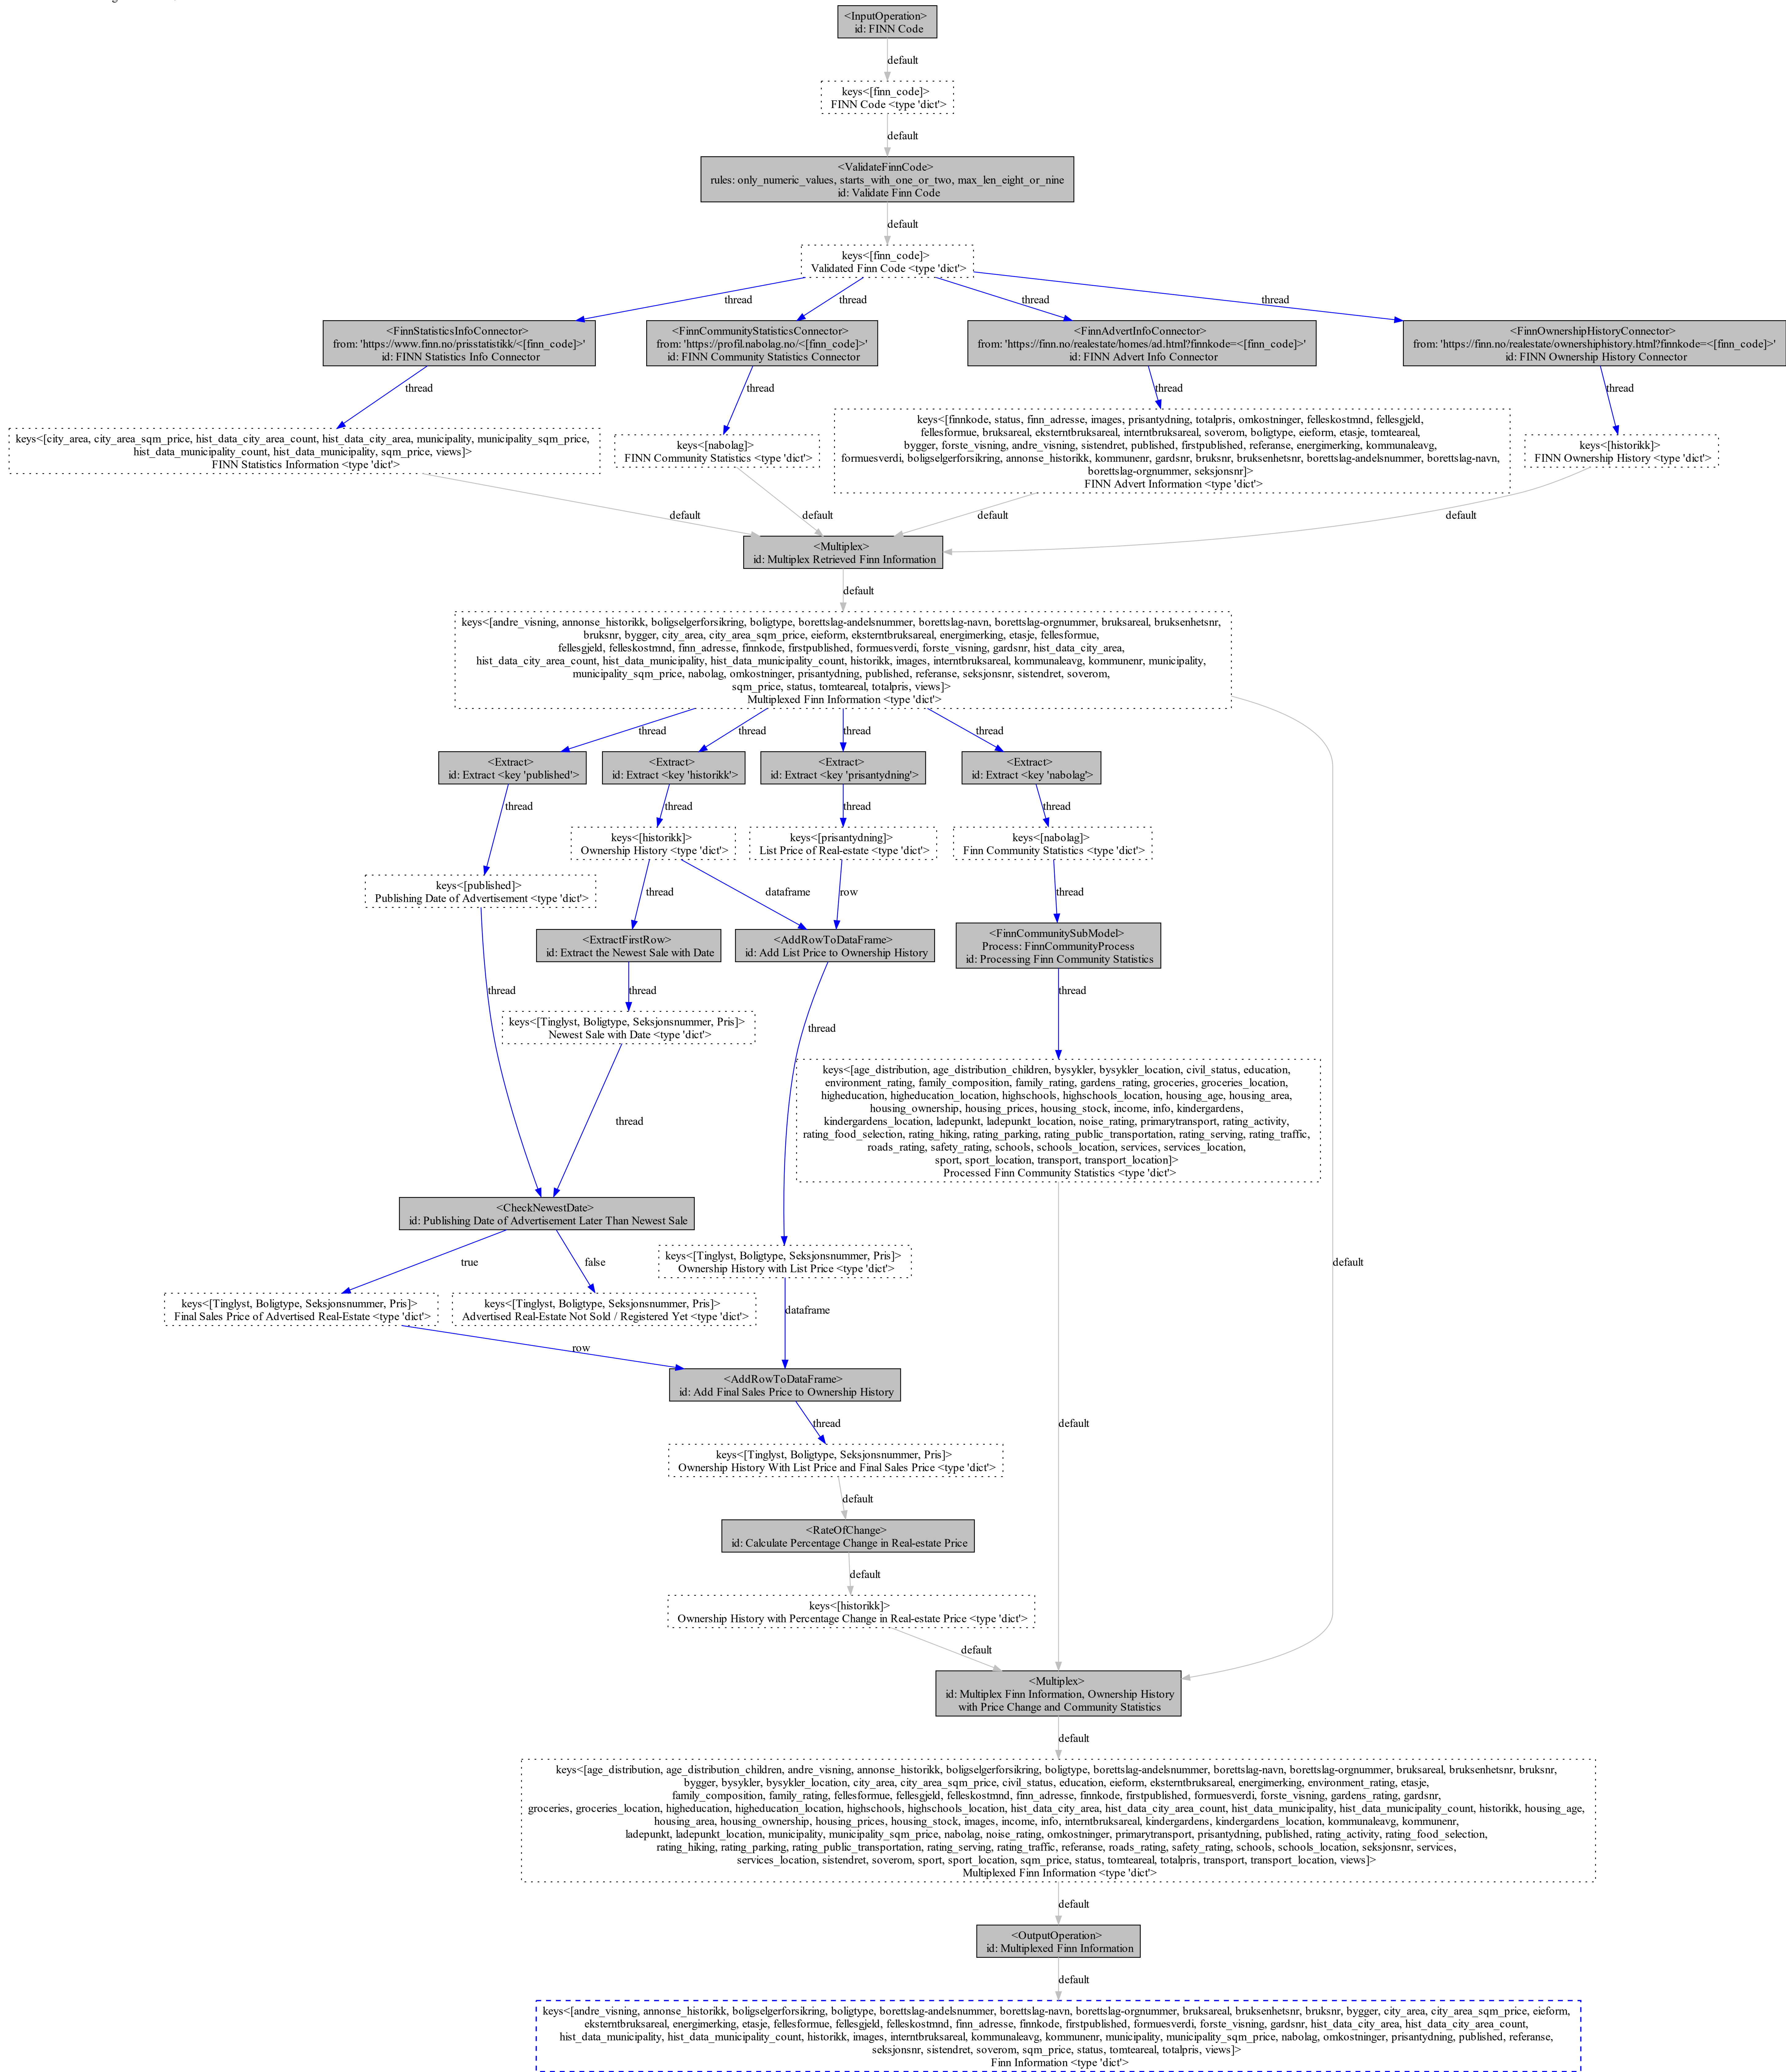 <InputOperation>
id: FINN Code
default
keys<[finn_code]>
FINN Code <type 'dict'>
default
<ValidateFinnCode>
rules: only_numeric_values, starts_with_one_or_two, max_len_eight_or_nine
id: Validate Finn Code
default
keys<[finn_code]>
Validated Finn Code <type 'dict'>
thread
thread
thread
thread
<FinnStatisticsInfoConnector>
from: 'https://www.finn.no/prisstatistikk/<[finn_code]>'
id: FINN Statistics Info Connector
<FinnCommunityStatisticsConnector>
from: 'https://profil.nabolag.no/<[finn_code]>'
id: FINN Community Statistics Connector
<FinnAdvertInfoConnector>
from: 'https://finn.no/realestate/homes/ad.html?finnkode=<[finn_code]>'
id: FINN Advert Info Connector
<FinnOwnershipHistoryConnector>
from: 'https://finn.no/realestate/ownershiphistory.html?finnkode=<[finn_code]>'
id: FINN Ownership History Connector
thread
thread
thread
thread
keys<[city_area, city_area_sqm_price, hist_data_city_area_count, hist_data_city_area, municipality, municipality_sqm_price,
hist_data_municipality_count, hist_data_municipality, sqm_price, views]>
FINN Statistics Information <type 'dict'>
keys<[nabolag]>
FINN Community Statistics <type 'dict'>
keys<[finnkode, status, finn_adresse, images, prisantydning, totalpris, omkostninger, felleskostmnd, fellesgjeld,
fellesformue, bruksareal, eksterntbruksareal, interntbruksareal, soverom, boligtype, eieform, etasje, tomteareal,
bygger, forste_visning, andre_visning, sistendret, published, firstpublished, referanse, energimerking, kommunaleavg,
formuesverdi, boligselgerforsikring, annonse_historikk, kommunenr, gardsnr, bruksnr, bruksenhetsnr, borettslag-andelsnummer, borettslag-navn,
borettslag-orgnummer, seksjonsnr]>
FINN Advert Information <type 'dict'>
keys<[historikk]>
FINN Ownership History <type 'dict'>
default
default
default
default
<Multiplex>
id: Multiplex Retrieved Finn Information
default
keys<[andre_visning, annonse_historikk, boligselgerforsikring, boligtype, borettslag-andelsnummer, borettslag-navn, borettslag-orgnummer, bruksareal, bruksenhetsnr,
bruksnr, bygger, city_area, city_area_sqm_price, eieform, eksterntbruksareal, energimerking, etasje, fellesformue,
fellesgjeld, felleskostmnd, finn_adresse, finnkode, firstpublished, formuesverdi, forste_visning, gardsnr, hist_data_city_area,
hist_data_city_area_count, hist_data_municipality, hist_data_municipality_count, historikk, images, interntbruksareal, kommunaleavg, kommunenr, municipality,
municipality_sqm_price, nabolag, omkostninger, prisantydning, published, referanse, seksjonsnr, sistendret, soverom,
sqm_price, status, tomteareal, totalpris, views]>
Multiplexed Finn Information <type 'dict'>
thread
thread
thread
thread
<Extract>
id: Extract <key 'published'>
<Extract>
id: Extract <key 'historikk'>
<Extract>
id: Extract <key 'prisantydning'>
<Extract>
id: Extract <key 'nabolag'>
thread
thread
thread
thread
keys<[historikk]>
Ownership History <type 'dict'>
keys<[prisantydning]>
List Price of Real-estate <type 'dict'>
keys<[nabolag]>
Finn Community Statistics <type 'dict'>
keys<[published]>
Publishing Date of Advertisement <type 'dict'>
thread
dataframe
row
thread
<ExtractFirstRow>
id: Extract the Newest Sale with Date
<AddRowToDataFrame>
id: Add List Price to Ownership History
<FinnCommunitySubModel>
Process: FinnCommunityProcess
id: Processing Finn Community Statistics
thread
thread
thread
keys<[Tinglyst, Boligtype, Seksjonsnummer, Pris]>
Newest Sale with Date <type 'dict'>
thread
keys<[age_distribution, age_distribution_children, bysykler, bysykler_location, civil_status, education,
environment_rating, family_composition, family_rating, gardens_rating, groceries, groceries_location,
higheducation, higheducation_location, highschools, highschools_location, housing_age, housing_area,
housing_ownership, housing_prices, housing_stock, income, info, kindergardens,
kindergardens_location, ladepunkt, ladepunkt_location, noise_rating, primarytransport, rating_activity,
rating_food_selection, rating_hiking, rating_parking, rating_public_transportation, rating_serving, rating_traffic,
roads_rating, safety_rating, schools, schools_location, services, services_location,
sport, sport_location, transport, transport_location]>
Processed Finn Community Statistics <type 'dict'>
thread
<CheckNewestDate>
id: Publishing Date of Advertisement Later Than Newest Sale
true
false
keys<[Tinglyst, Boligtype, Seksjonsnummer, Pris]>
Ownership History with List Price <type 'dict'>
default
keys<[Tinglyst, Boligtype, Seksjonsnummer, Pris]>
Final Sales Price of Advertised Real-Estate <type 'dict'>
keys<[Tinglyst, Boligtype, Seksjonsnummer, Pris]>
Advertised Real-Estate Not Sold / Registered Yet <type 'dict'>
dataframe
row
<AddRowToDataFrame>
id: Add Final Sales Price to Ownership History
thread
default
keys<[Tinglyst, Boligtype, Seksjonsnummer, Pris]>
Ownership History With List Price and Final Sales Price <type 'dict'>
default
<RateOfChange>
id: Calculate Percentage Change in Real-estate Price
default
keys<[historikk]>
Ownership History with Percentage Change in Real-estate Price <type 'dict'>
default
<Multiplex>
id: Multiplex Finn Information, Ownership History
with Price Change and Community Statistics
default
keys<[age_distribution, age_distribution_children, andre_visning, annonse_historikk, boligselgerforsikring, boligtype, borettslag-andelsnummer, borettslag-navn, borettslag-orgnummer, bruksareal, bruksenhetsnr, bruksnr,
bygger, bysykler, bysykler_location, city_area, city_area_sqm_price, civil_status, education, eieform, eksterntbruksareal, energimerking, environment_rating, etasje,
family_composition, family_rating, fellesformue, fellesgjeld, felleskostmnd, finn_adresse, finnkode, firstpublished, formuesverdi, forste_visning, gardens_rating, gardsnr,
groceries, groceries_location, higheducation, higheducation_location, highschools, highschools_location, hist_data_city_area, hist_data_city_area_count, hist_data_municipality, hist_data_municipality_count, historikk, housing_age,
housing_area, housing_ownership, housing_prices, housing_stock, images, income, info, interntbruksareal, kindergardens, kindergardens_location, kommunaleavg, kommunenr,
ladepunkt, ladepunkt_location, municipality, municipality_sqm_price, nabolag, noise_rating, omkostninger, primarytransport, prisantydning, published, rating_activity, rating_food_selection,
rating_hiking, rating_parking, rating_public_transportation, rating_serving, rating_traffic, referanse, roads_rating, safety_rating, schools, schools_location, seksjonsnr, services,
services_location, sistendret, soverom, sport, sport_location, sqm_price, status, tomteareal, totalpris, transport, transport_location, views]>
Multiplexed Finn Information <type 'dict'>
default
<OutputOperation>
id: Multiplexed Finn Information
default
keys<[andre_visning, annonse_historikk, boligselgerforsikring, boligtype, borettslag-andelsnummer, borettslag-navn, borettslag-orgnummer, bruksareal, bruksenhetsnr, bruksnr, bygger, city_area, city_area_sqm_price, eieform,
eksterntbruksareal, energimerking, etasje, fellesformue, fellesgjeld, felleskostmnd, finn_adresse, finnkode, firstpublished, formuesverdi, forste_visning, gardsnr, hist_data_city_area, hist_data_city_area_count,
hist_data_municipality, hist_data_municipality_count, historikk, images, interntbruksareal, kommunaleavg, kommunenr, municipality, municipality_sqm_price, nabolag, omkostninger, prisantydning, published, referanse,
seksjonsnr, sistendret, soverom, sqm_price, status, tomteareal, totalpris, views]>
Finn Information <type 'dict'>